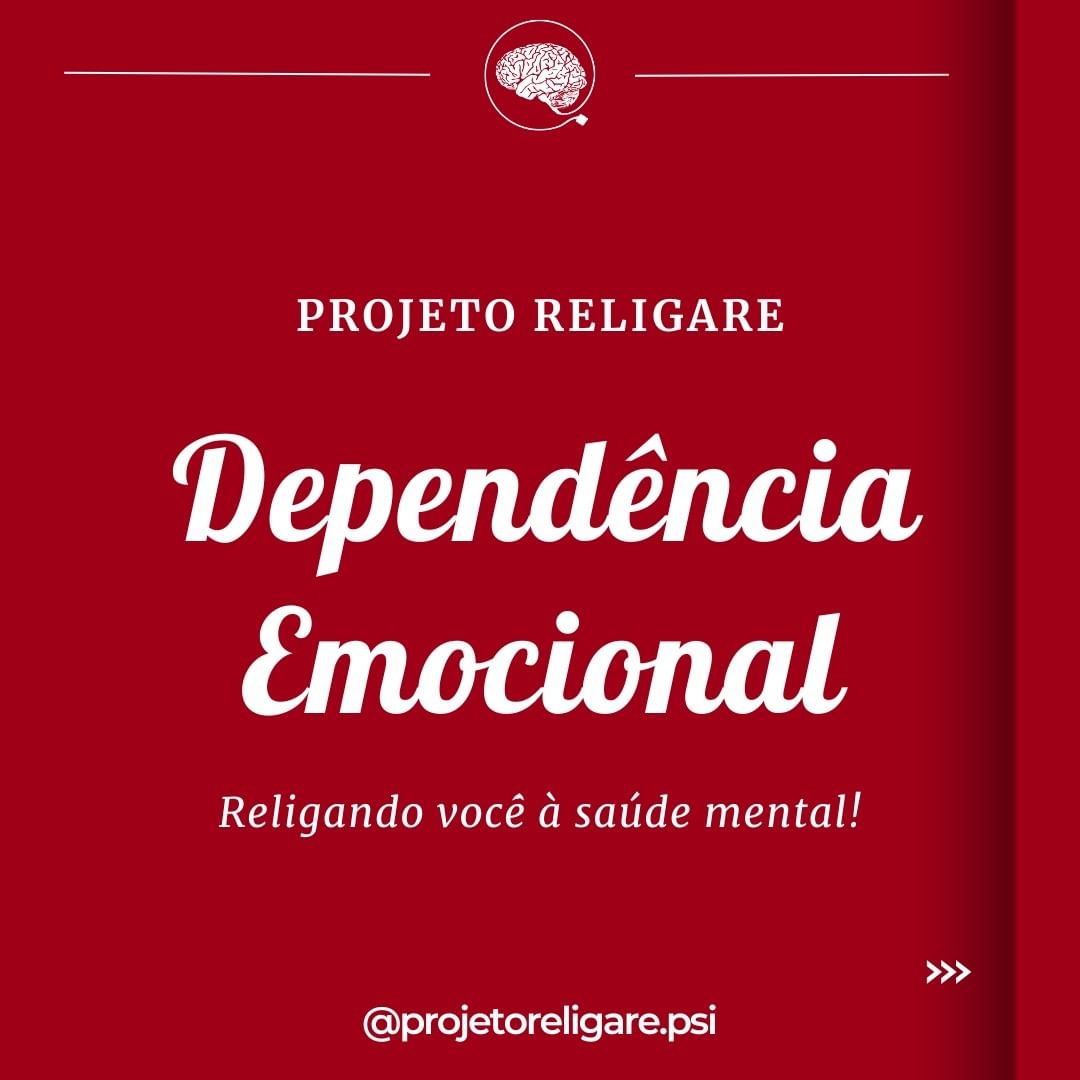 PROJETO RELIGARE
Dependência
Emocional
Religando você à saúde mental!
>>>
@projetoreligare.psi